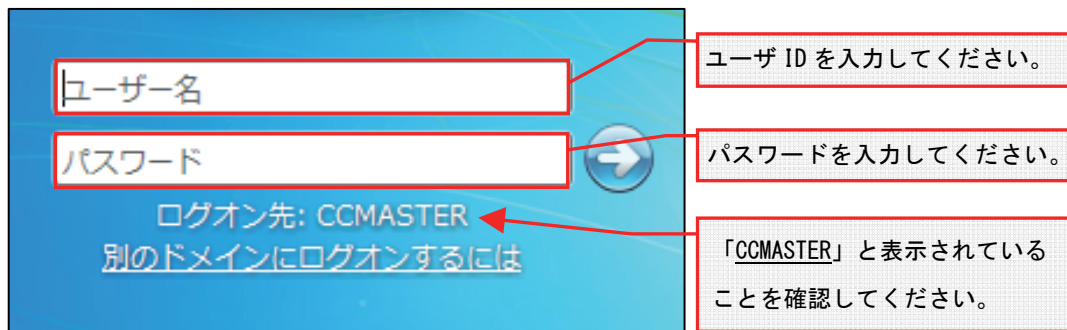 ユーザー名
ユーザ ID を入力してください。
パスワード
パスワードを入力してください。
ログオン先: CCMASTER
別のドメインにログオンするには
「CCMASTER」と表示されている
ことを確認してください。